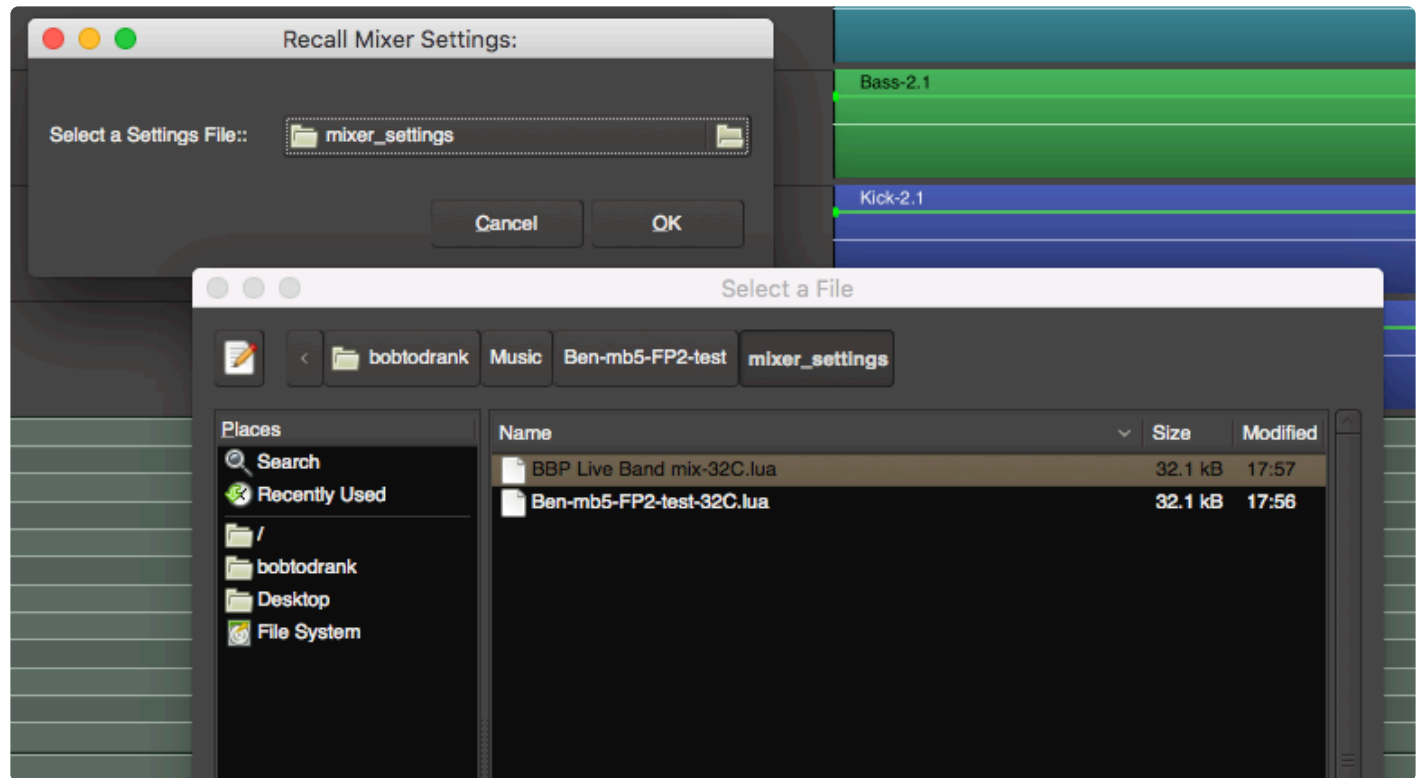 Recall Mixer Settings:
Bass-2.1
Select a Settings File:: mixer_settings
Kick-2.1
Cancel OK
Select a File
< bobtodrank Music Ben-mb5-FP2-test mixer_settings
Places
Search
Recently Used
/
bobtodrank
Desktop
File System
Name Size Modified
BBP Live Band mix-32C.lua 32.1 kB 17:57
Ben-mb5-FP2-test-32C.lua 32.1 kB 17:56